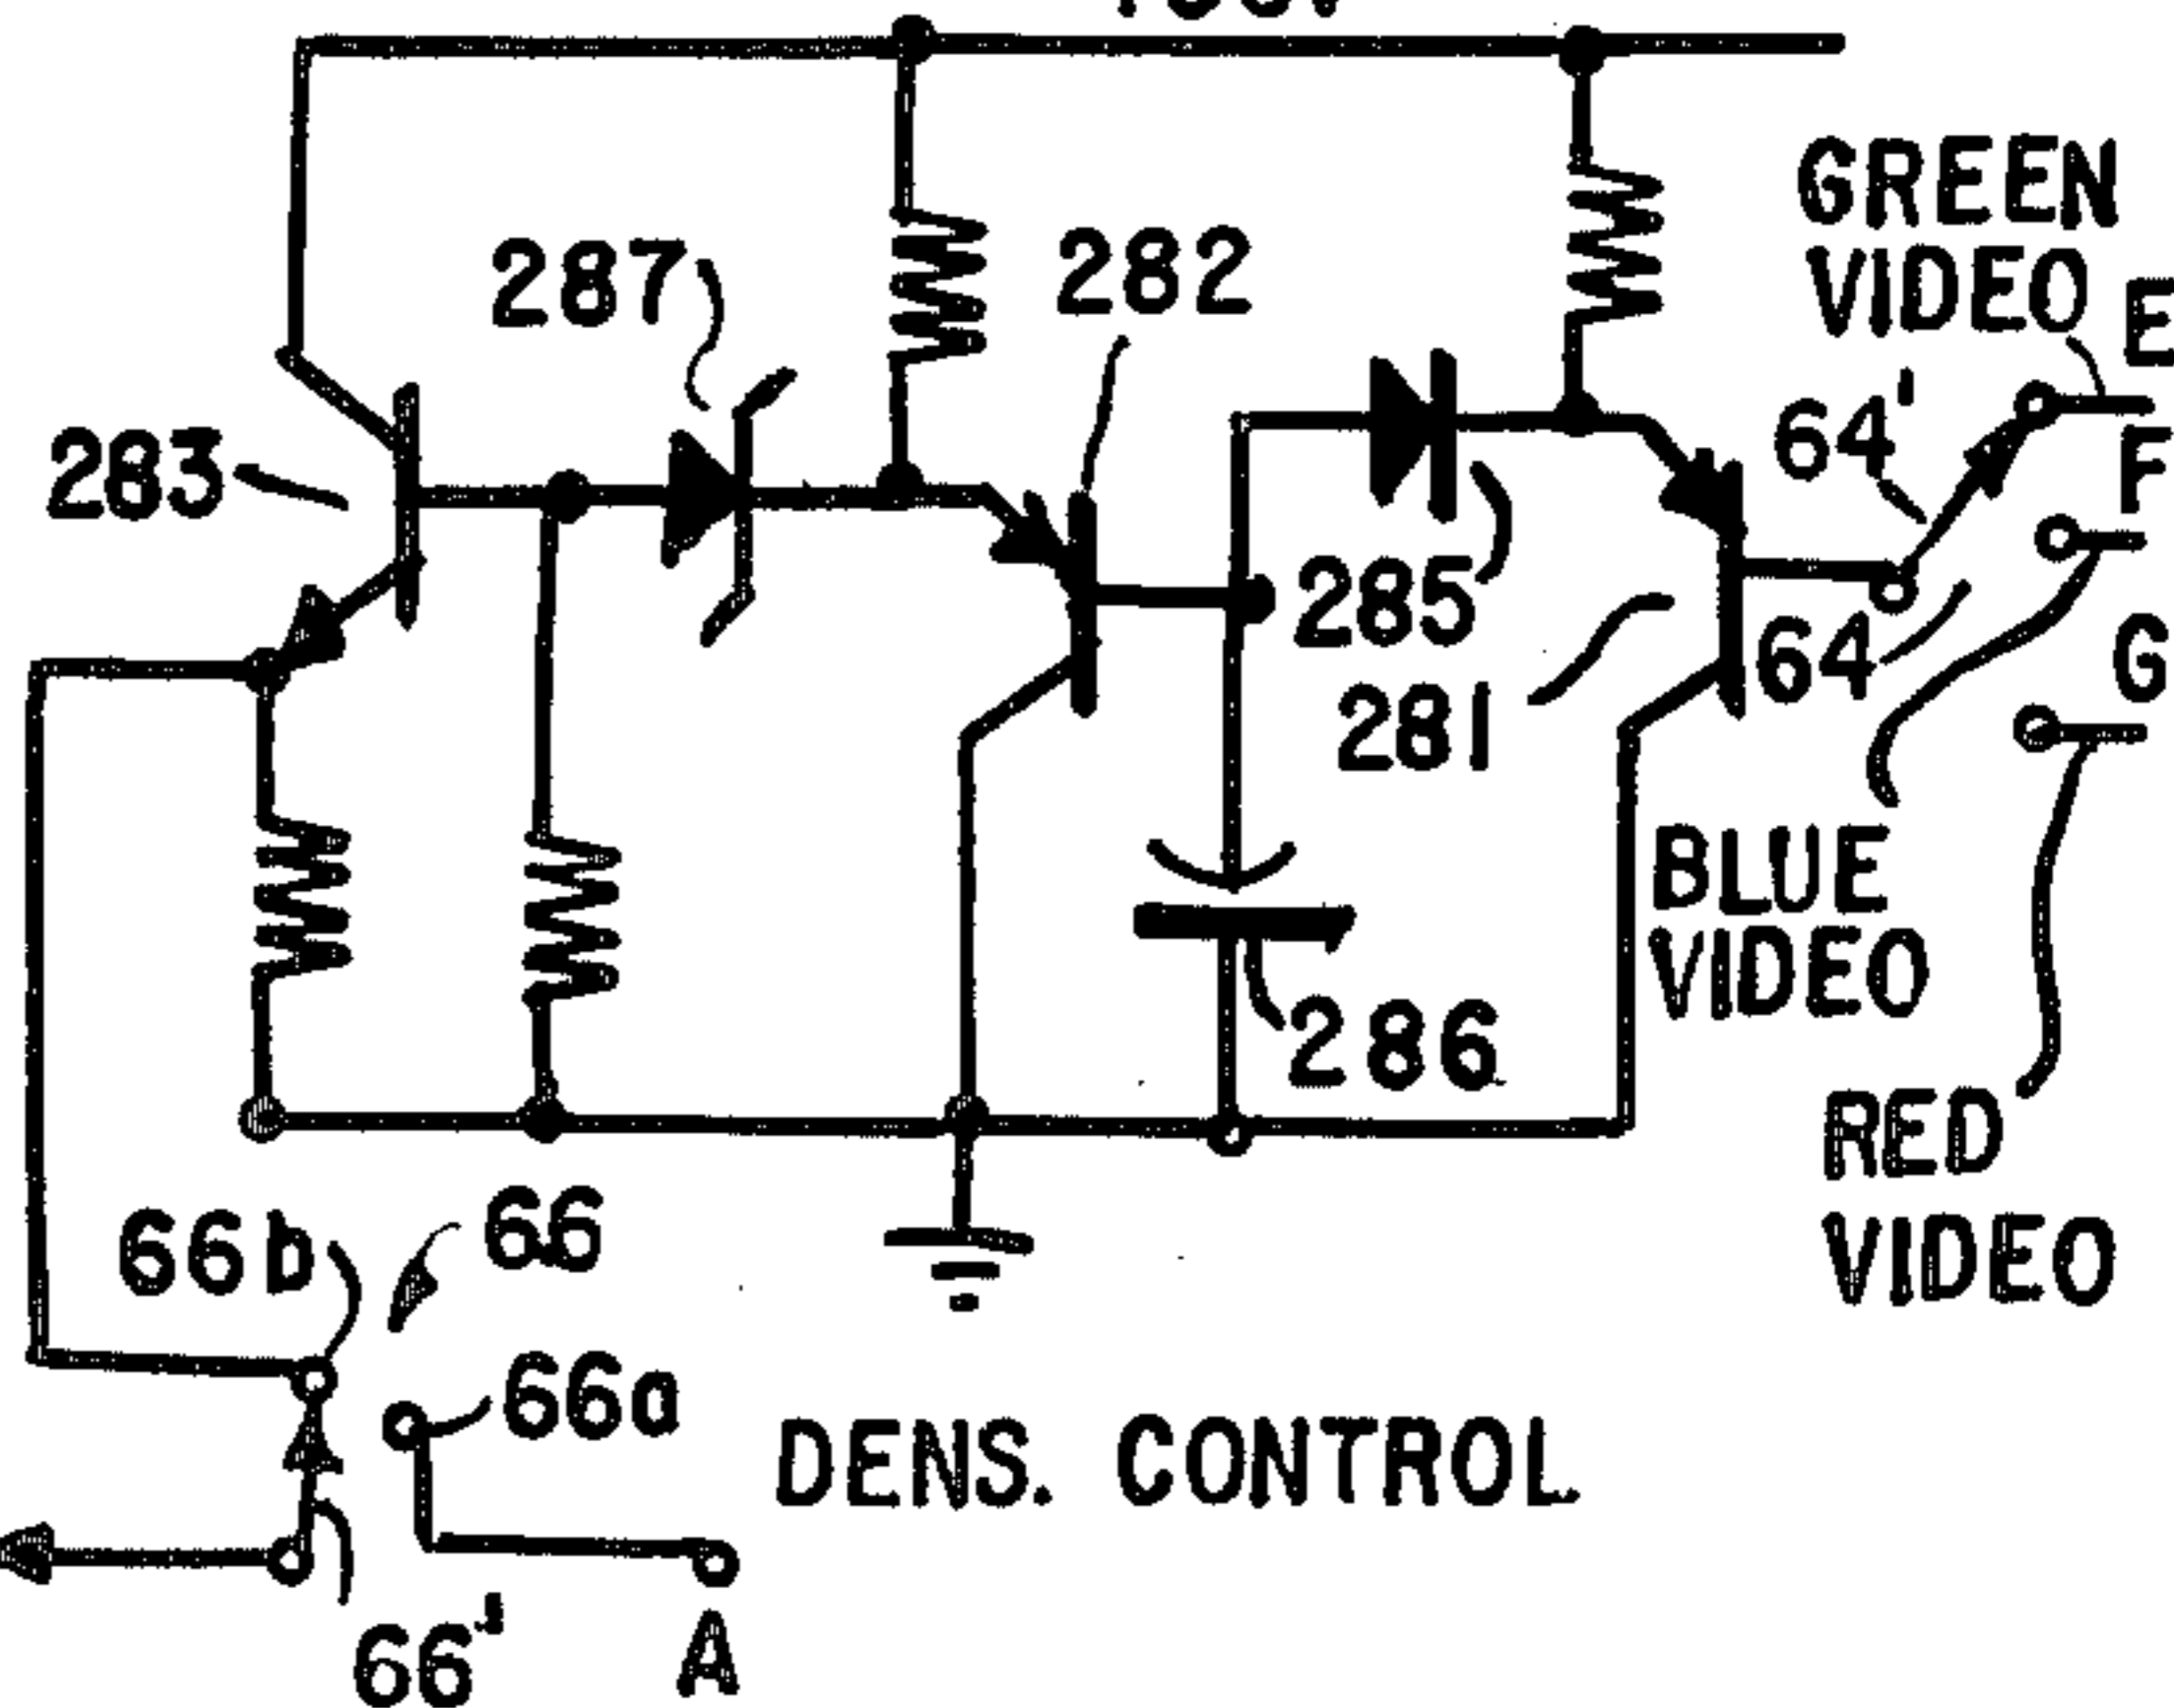 GREEN
VIDEO
E
287
282
64'
283
F
285
64
G
281
BLUE
VIDEO
286
RED
VIDEO
66b
66
66a
DENS. CONTROL
66'
A